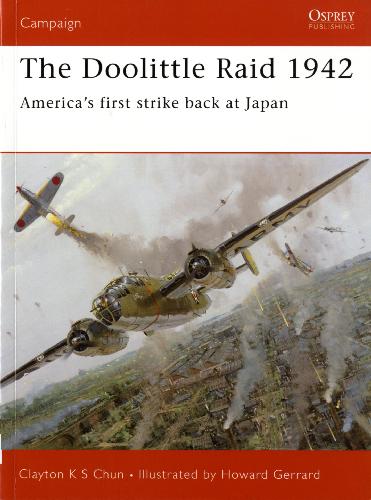 Campaign
OSPREY
PUBLISHING
The Doolittle Raid 1942
America's first strike back at Japan
Clayton K S Chun • Illustrated by Howard Gerrard